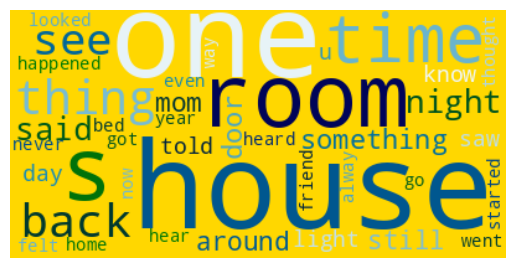 looked
see
one
way
u
time
thought
happened
thing
even
know
mom
room
night
said
bed
year
door
never
got
told
heard
something
saw
day
s
now
house
friend
alway
go
started
back
felt
home
hear
around
light
still
went